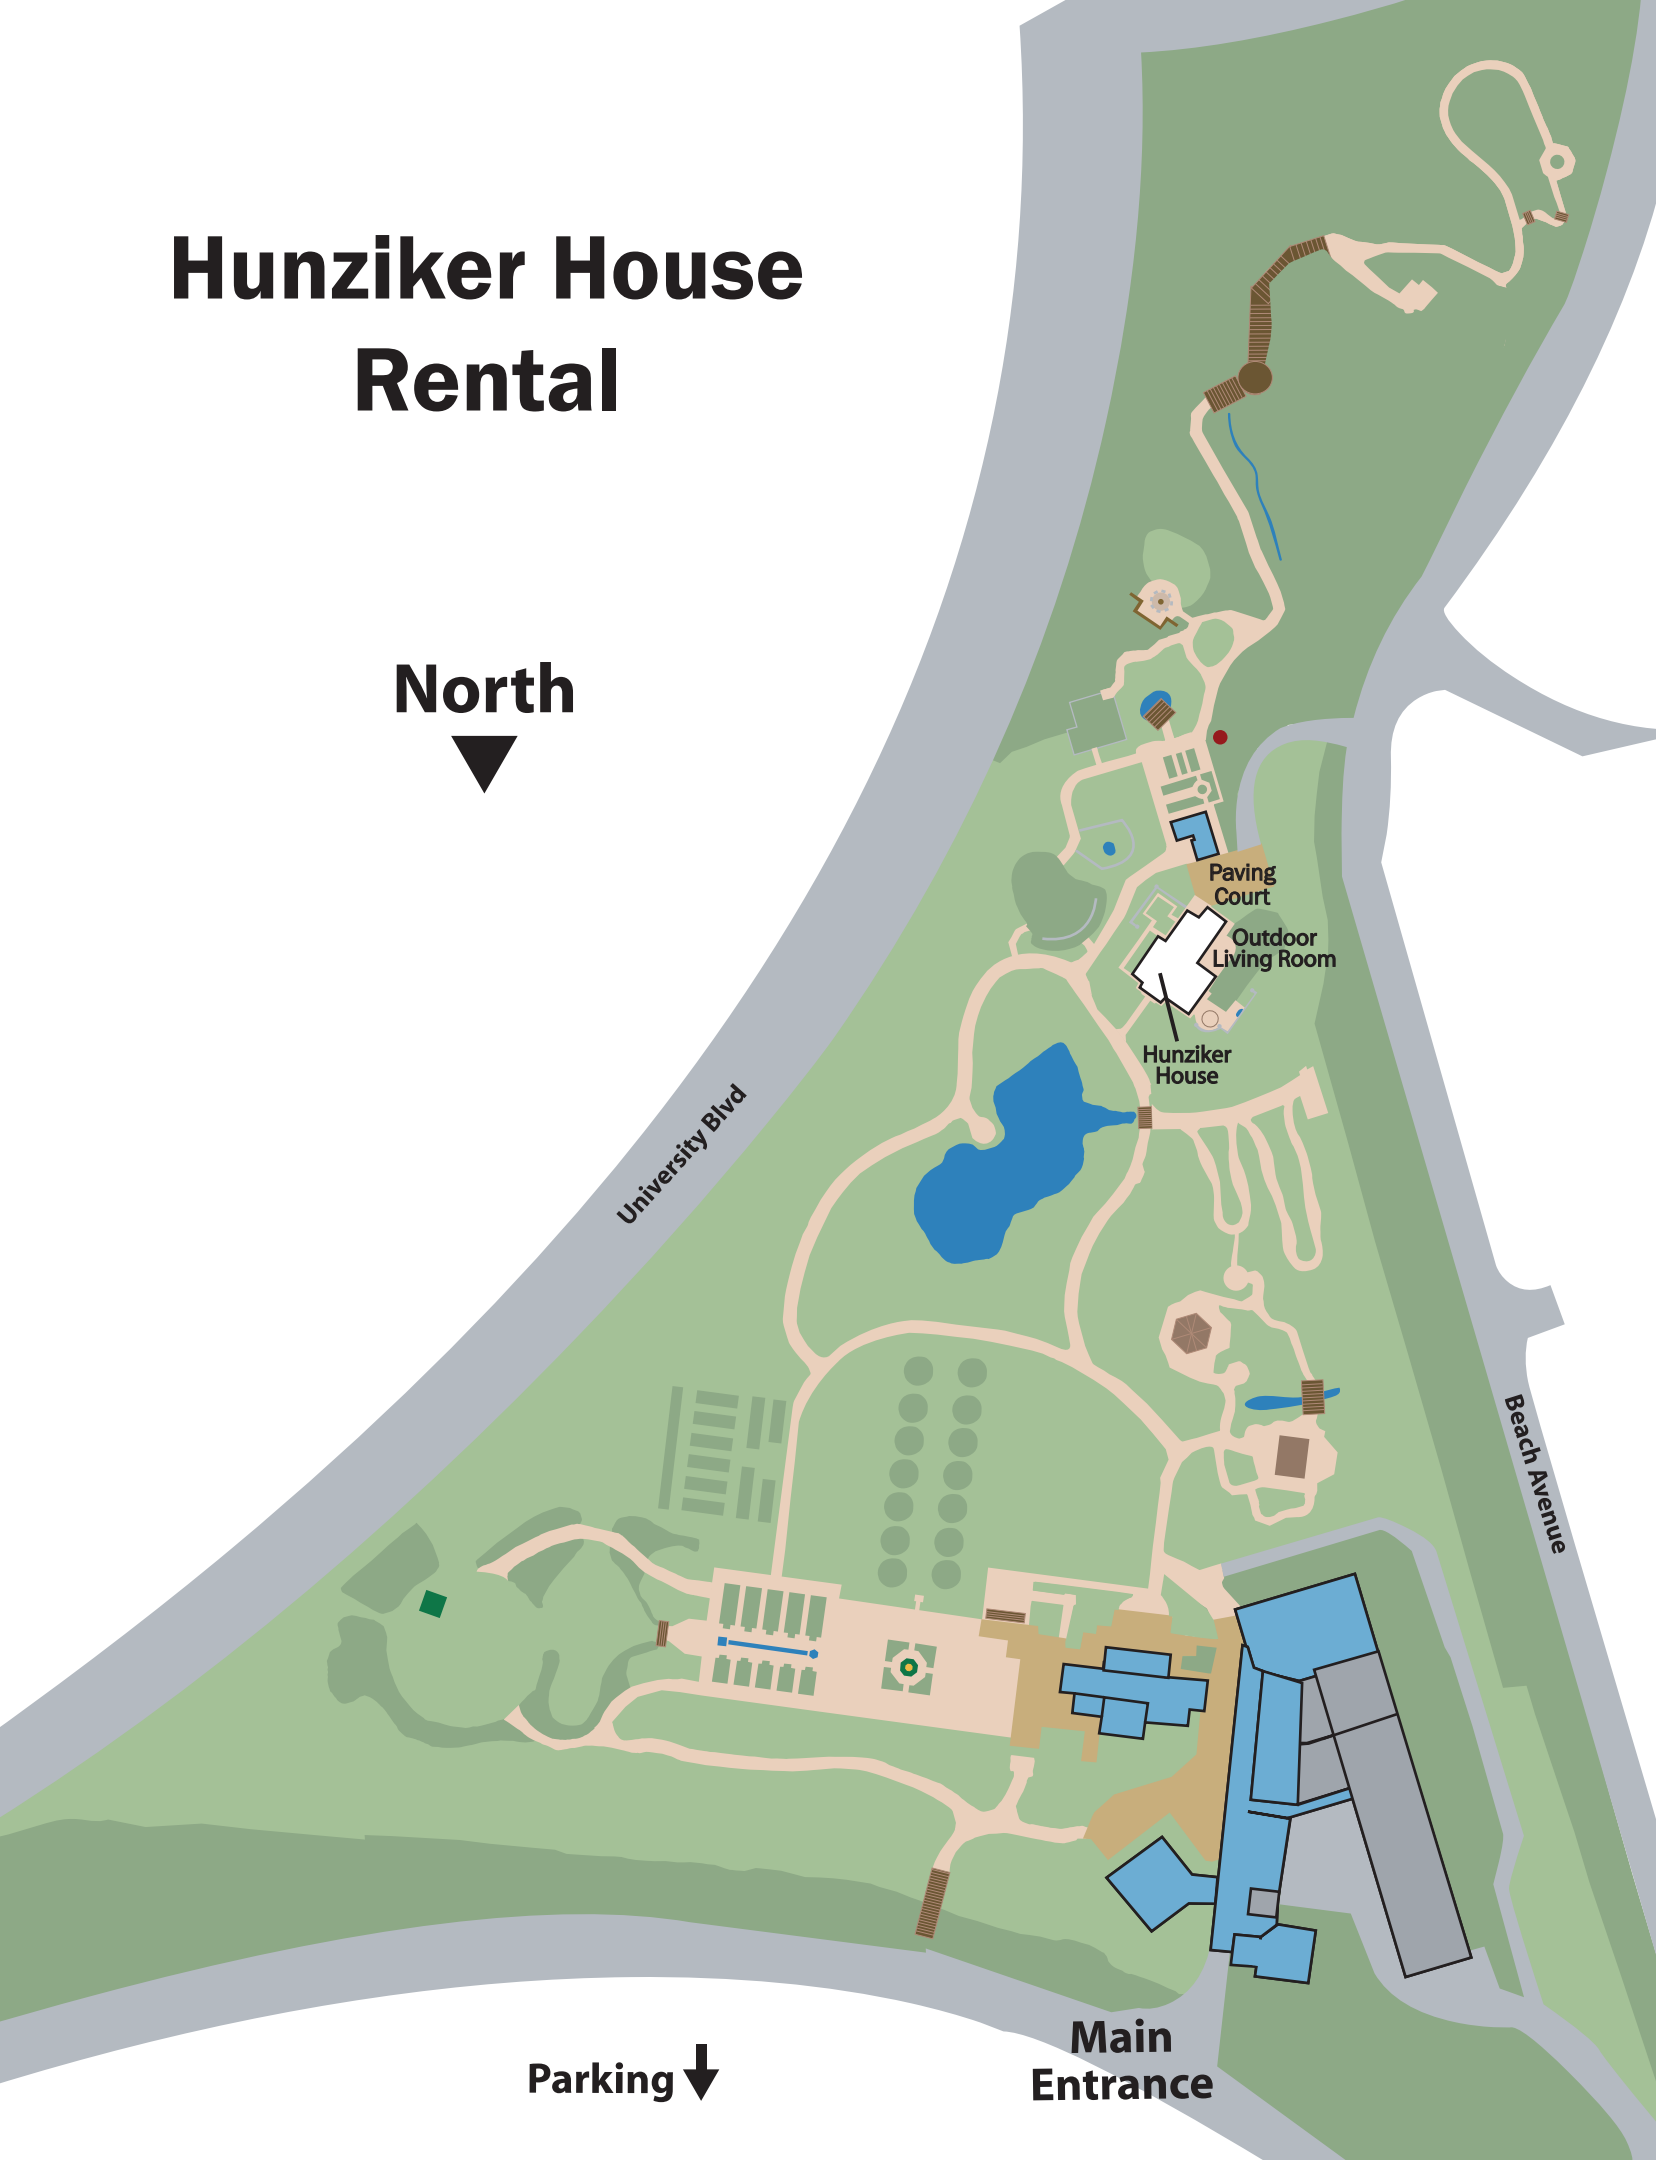 Hunziker House
Rental
North
Paving
Court
Outdoor
Living Room
Hunziker
House
University Blvd
Beach Avenue
Main
Entrance
Parking